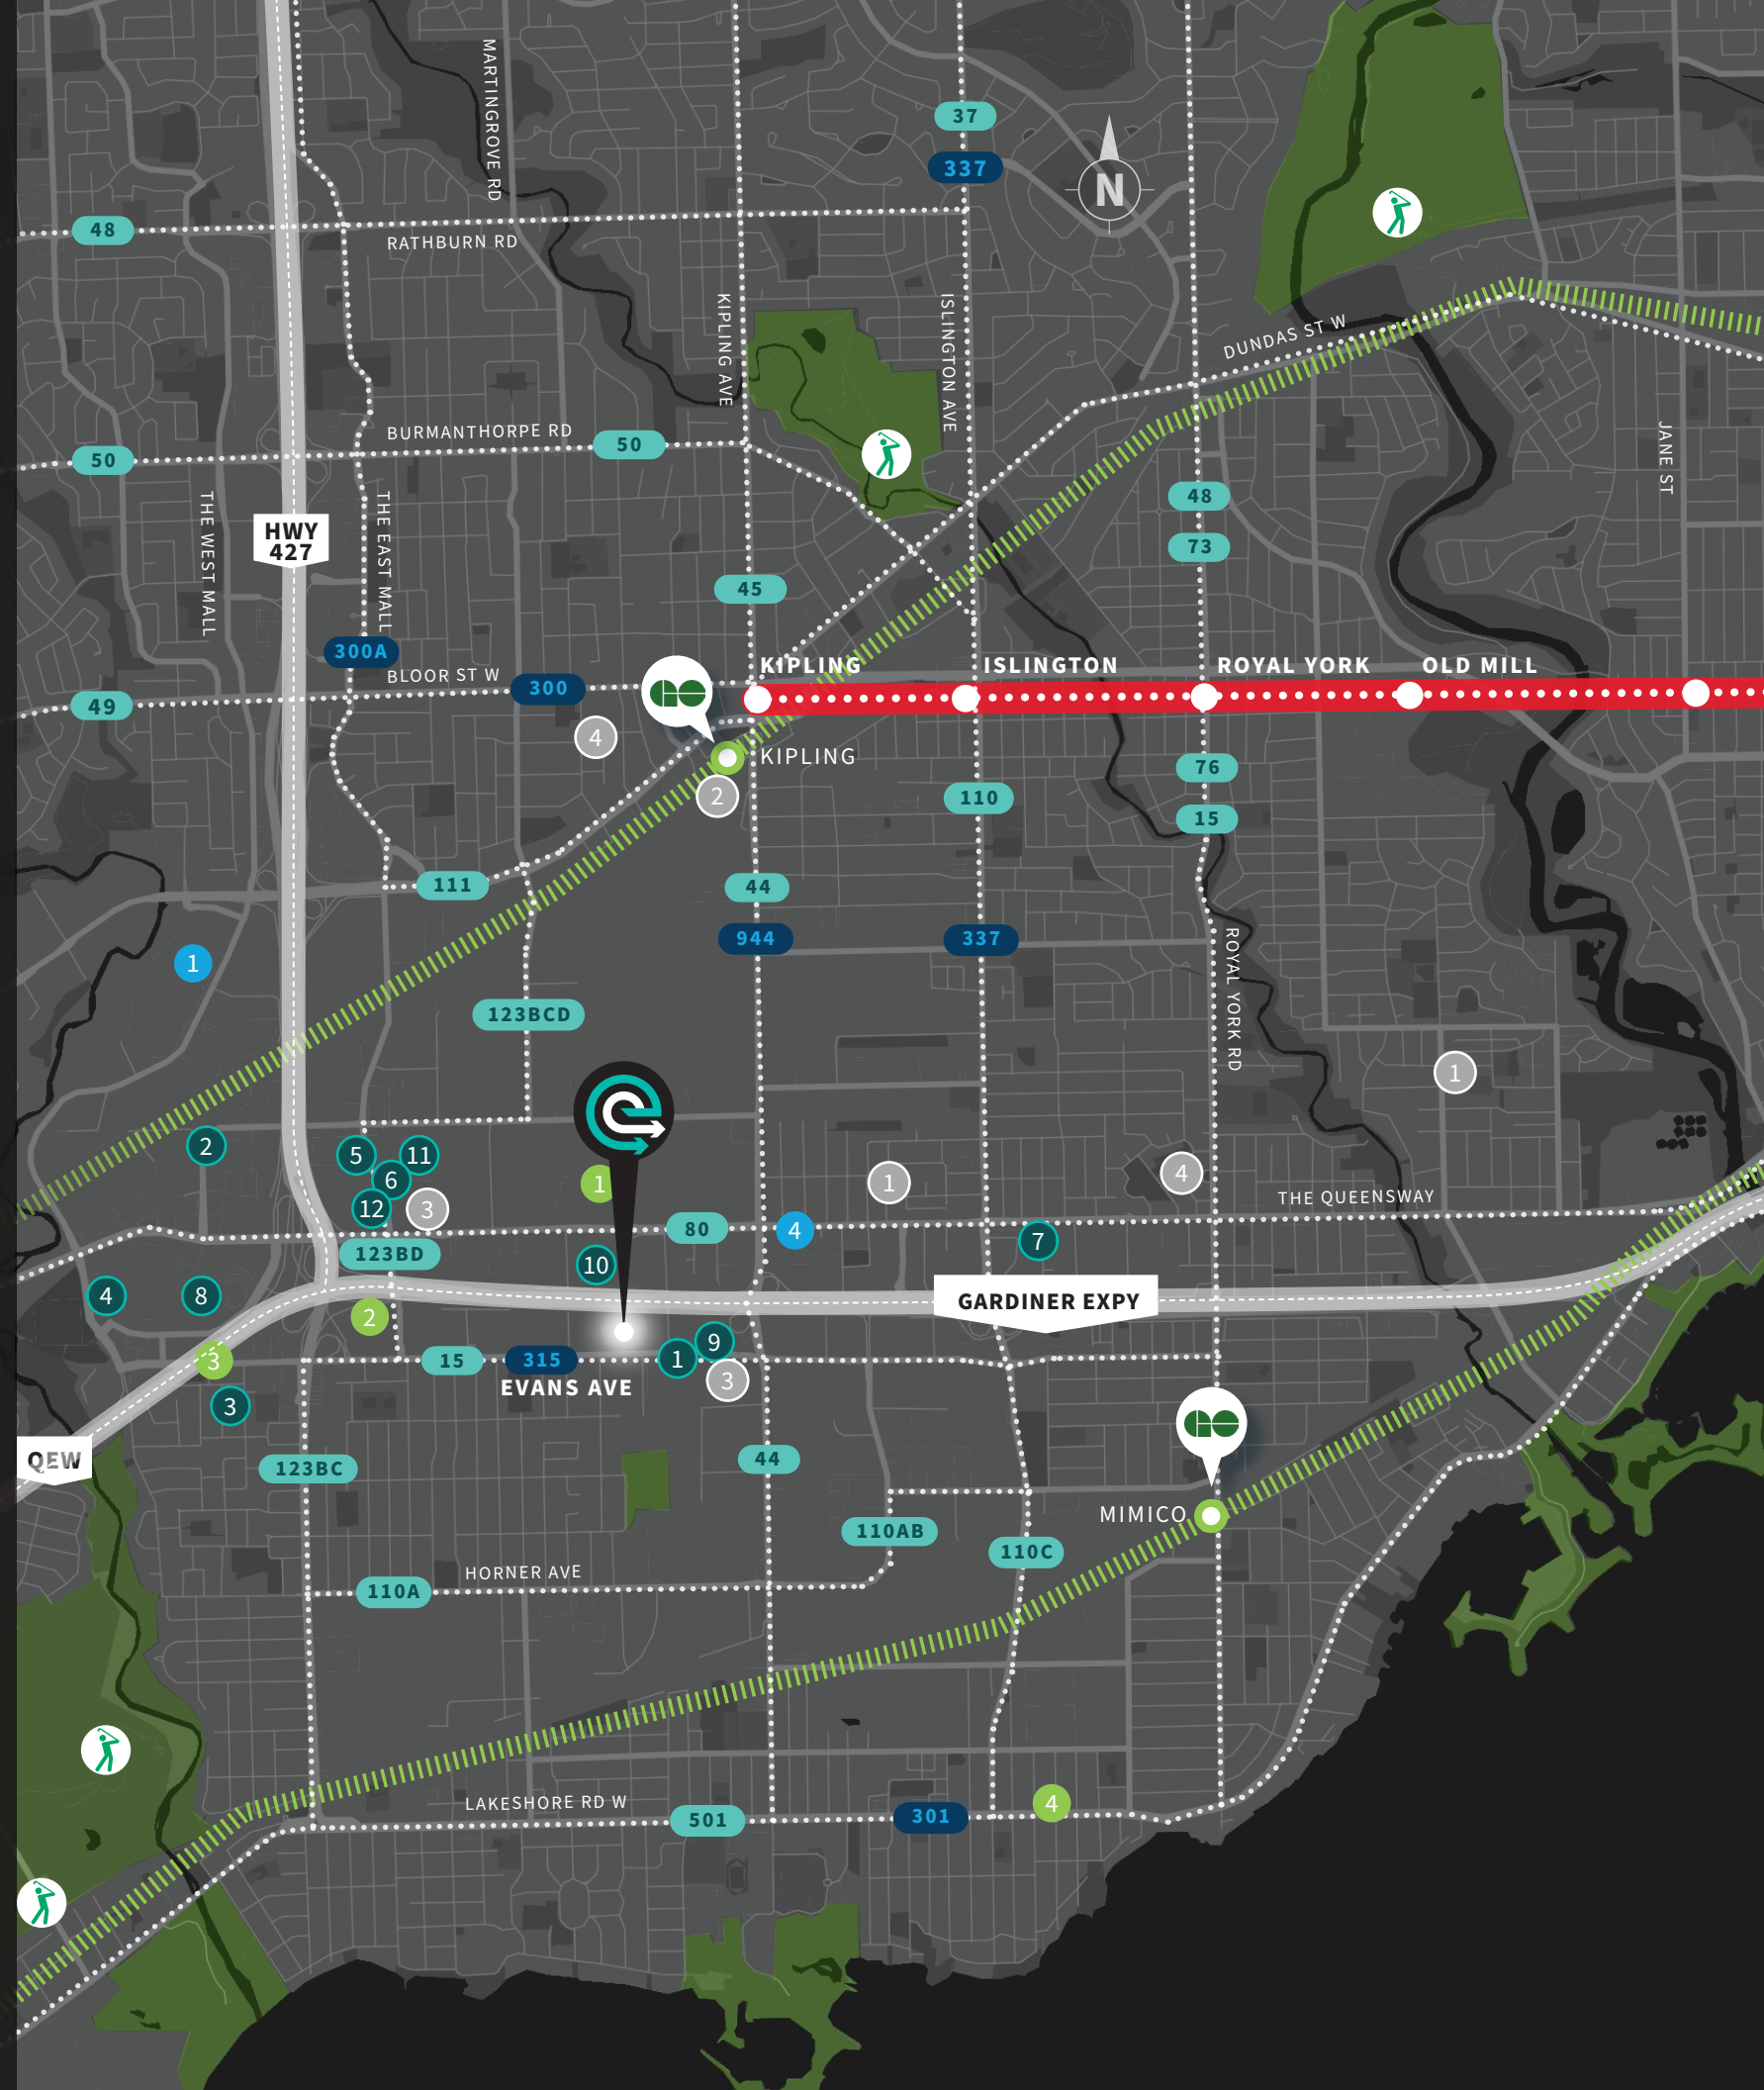 MARTINGROVE RD
37
337
N
48
RATHBURN RD
KIPLING AVE
ISLINGTON AVE
DUNDAS ST W
BURMANTHORPE RD
50
50
JANE ST
THE WEST MALL
HWY
427
THE EAST MALL
48
73
45
300A
KIPLING
ISLINGTON
ROYAL YORK
OLD MILL
BLOOR ST W
300
GO
49
4
KIPLING
76
2
110
15
111
44
944
337
1
ROYAL YORK RD
123BCD
1
2
5
11
6
12
3
1
1
4
THE QUEENSWAY
80
4
7
123BD
10
4
8
2
GARDINER EXPY
3
15
315
1
9
3
EVANS AVE
3
GO
QEW
123BC
44
MIMICO
110AB
110C
HORNER AVE
110A
LAKESHORE RD W
501
301
4